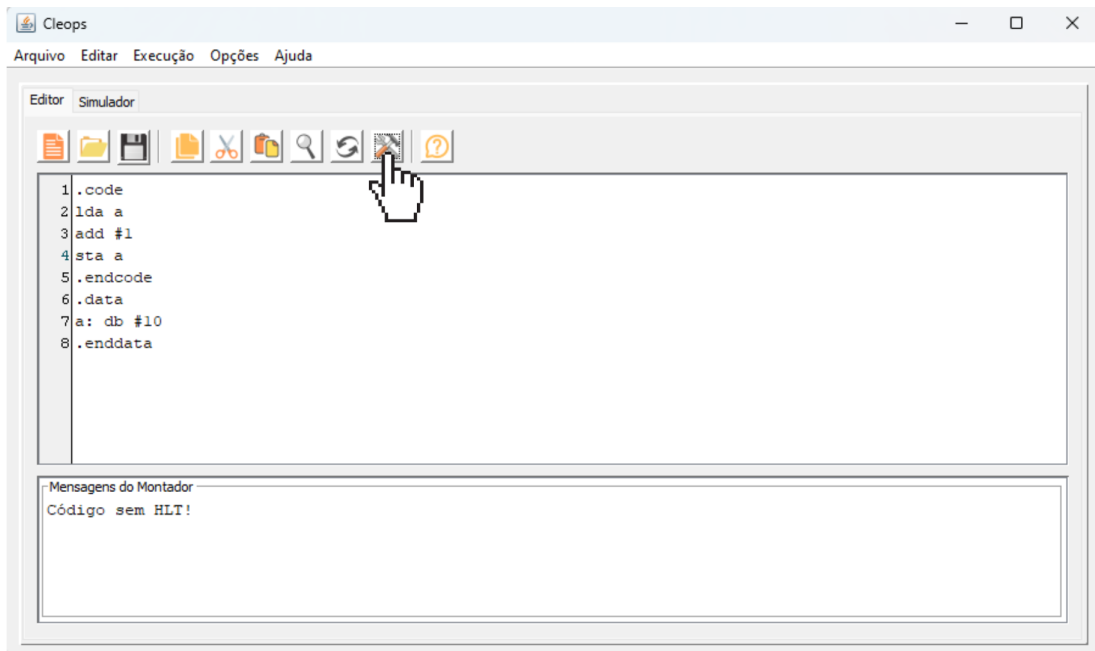 Cleops
Arquivo Editar Execução Opções Ajuda
Editor Simulador
1 .code
2 lda a
3 add #1
4 sta a
5 .endcode
6 .data
7 a: db #10
8 .enddata
Mensagens do Montador
Código sem HLT!